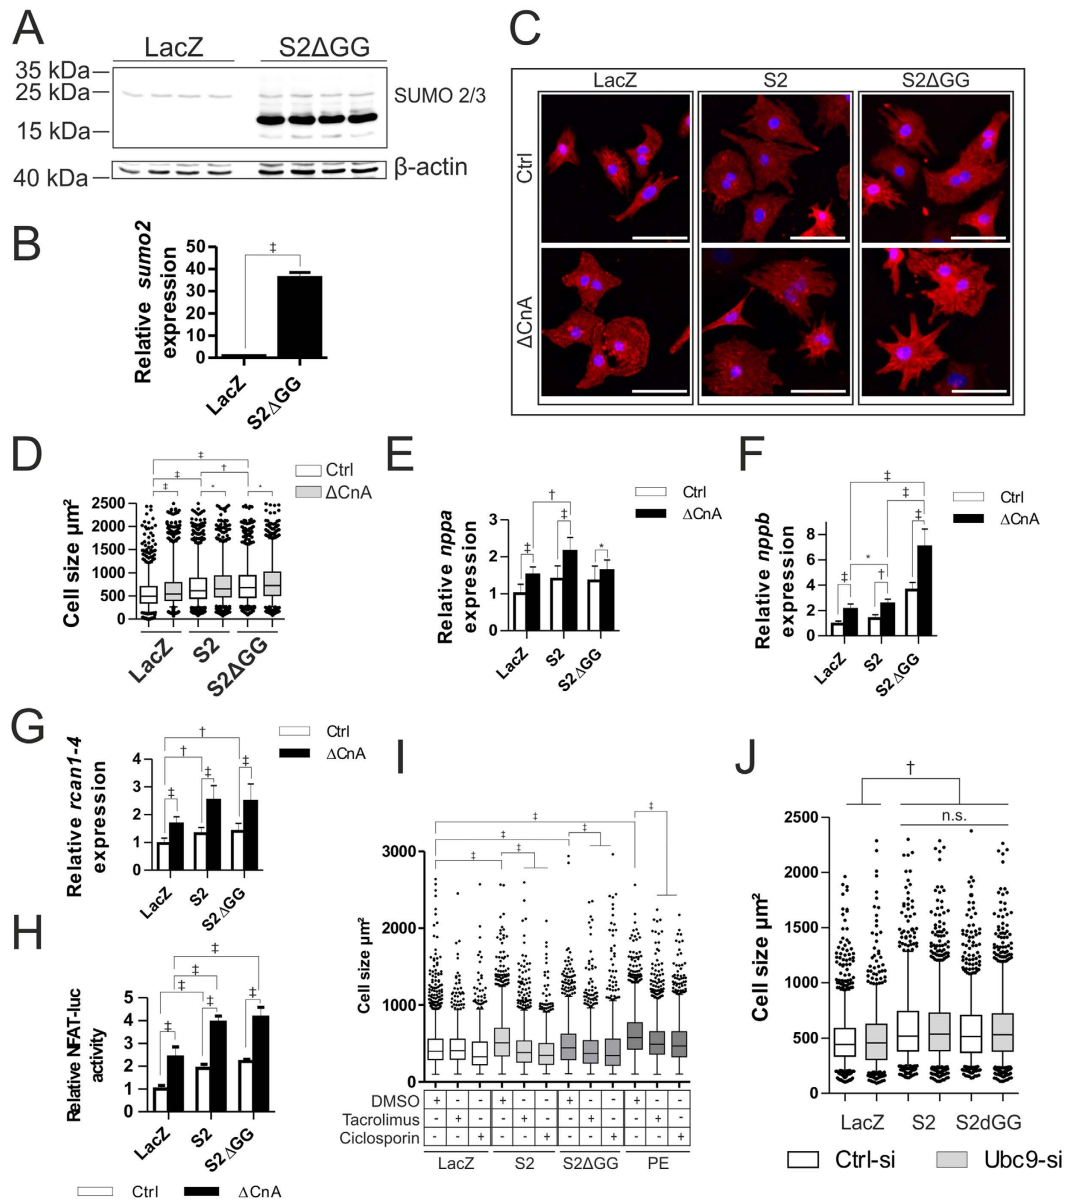 A
LacZ S2ΔGG
35 kDa
25 kDa
SUMO 2/3
15 kDa
β-actin
40 kDa
B
Relative sumo2
expression
50
40
30
20
10
0
‡
LacZ S2ΔGG
C
LacZ S2 S2ΔGG
Ctrl
ΔCnA
D
Ctrl
ΔCnA
‡
‡ †
‡ * *
Cell size µm²
2500
2000
1500
1000
500
0
LacZ S2 S2ΔGG
E
Ctrl
ΔCnA
†
‡ ‡ *
Relative nppa
expression
3
2
1
0
LacZ S2 S2ΔGG
F
Ctrl
ΔCnA
‡
‡
‡
*
‡ †
Relative nppb
expression
8
6
4
2
0
LacZ S2 S2ΔGG
G
Ctrl
ΔCnA
†
†
‡ ‡ ‡
Relative rcan1-4
expression
4
3
2
1
0
LacZ S2 S2ΔGG
H
‡
‡
‡
‡ ‡
Relative NFAT-luc
activity
5
4
3
2
1
0
LacZ S2 S2ΔGG
Ctrl ΔCnA
I
‡
‡
‡
‡ ‡ ‡
Cell size µm²
3000
2000
1000
0
DMSO + - - + - - + - - + - -
Tacrolimus - + - - + - - + - - + -
Ciclosporin - - + - - + - - + - - +
LacZ S2 S2ΔGG PE
J
†
n.s.
Cell size µm²
2500
2000
1500
1000
500
0
LacZ S2 S2dGG
Ctrl-si Ubc9-si